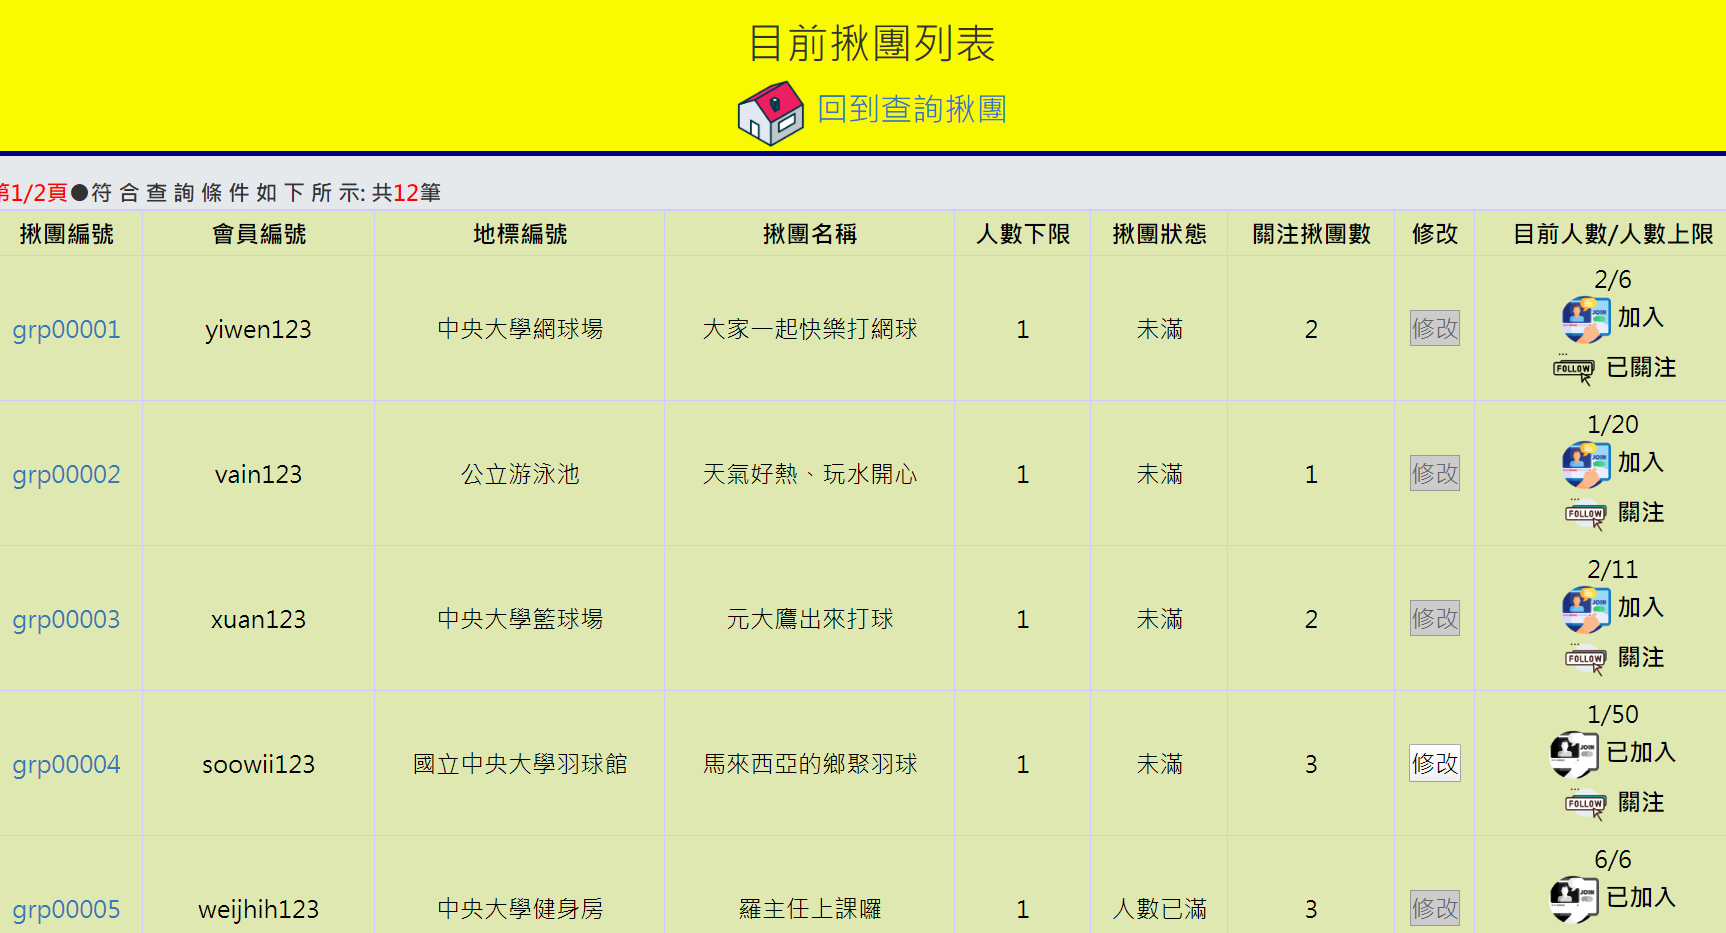 目前揪團列表
回到查詢揪團
第1/2頁●符 合 查 詢 條 件 如 下 所 示: 共12筆
揪團編號 會員編號 地標編號 揪團名稱 人數下限 揪團狀態 關注揪團數 修改 目前人數/人數上限
2/6
JOIN 加入
grp00001 yiwen123 中央大學網球場 大家一起快樂打網球 1 未滿 2 修改
FOLLOW 已關注
1/20
JOIN 加入
grp00002 vain123 公立游泳池 天氣好熱、玩水開心 1 未滿 1 修改
FOLLOW 關注
2/11
JOIN 加入
grp00003 xuan123 中央大學籃球場 元大鷹出來打球 1 未滿 2 修改
FOLLOW 關注
1/50
JOIN 已加入
grp00004 soowii123 國立中央大學羽球館 馬來西亞的鄉聚羽球 1 未滿 3 修改
FOLLOW 關注
6/6
JOIN 已加入
grp00005 weijhih123 中央大學健身房 羅主任上課囉 1 人數已滿 3 修改